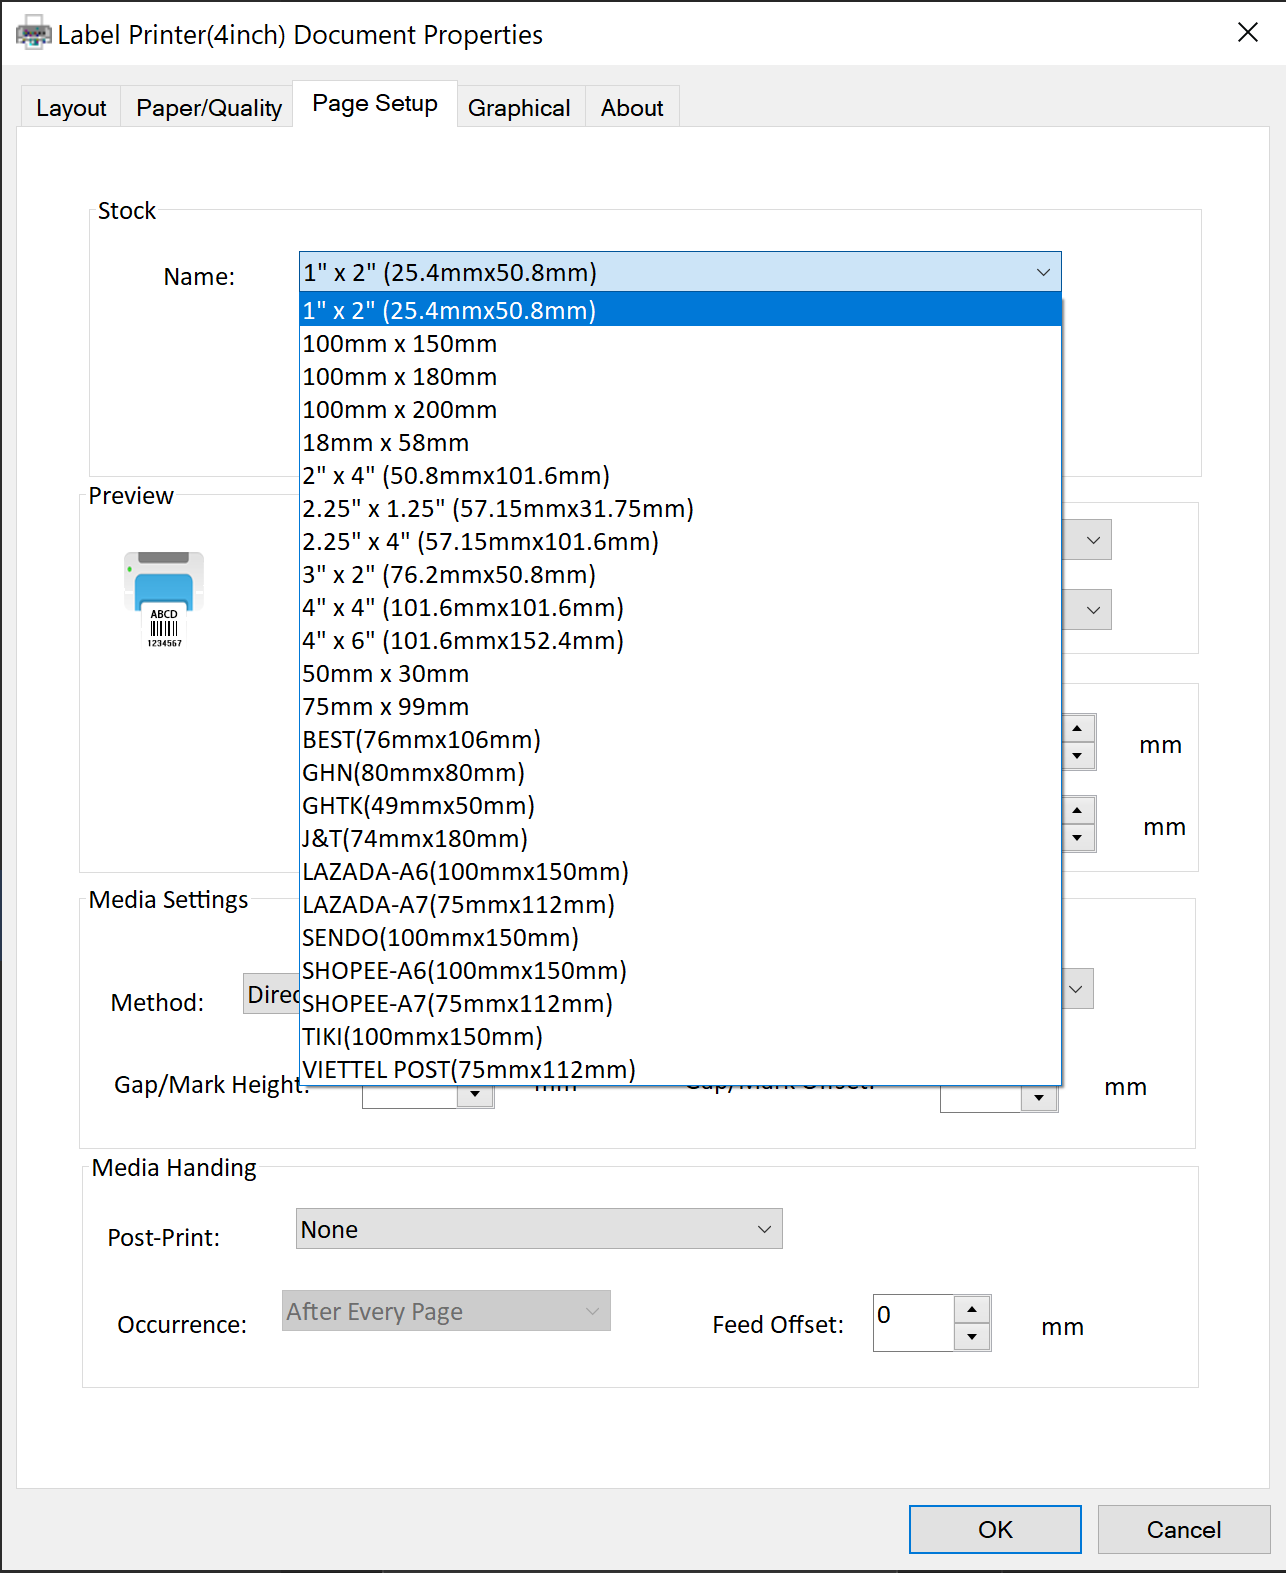 Label Printer(4inch) Document Properties
Layout Paper/Quality Page Setup Graphical About
Stock
Name: 1" x 2" (25.4mmx50.8mm)
1" x 2" (25.4mmx50.8mm)
100mm x 150mm
100mm x 180mm
100mm x 200mm
18mm x 58mm
2" x 4" (50.8mmx101.6mm)
2.25" x 1.25" (57.15mmx31.75mm)
2.25" x 4" (57.15mmx101.6mm)
3" x 2" (76.2mmx50.8mm)
4" x 4" (101.6mmx101.6mm)
4" x 6" (101.6mmx152.4mm)
50mm x 30mm
75mm x 99mm
BEST(76mmx106mm)
GHN(80mmx80mm)
GHTK(49mmx50mm)
J&T(74mmx180mm)
LAZADA-A6(100mmx150mm)
LAZADA-A7(75mmx112mm)
SENDO(100mmx150mm)
SHOPEE-A6(100mmx150mm)
SHOPEE-A7(75mmx112mm)
TIKI(100mmx150mm)
VIETTEL POST(75mmx112mm)
Preview
ABCD
1234567
mm
mm
Media Settings
Method: Direc
Gap/Mark Height: mm Gap/Mark Offset: mm
Media Handing
Post-Print: None
Occurrence: After Every Page Feed Offset: 0 mm
OK Cancel